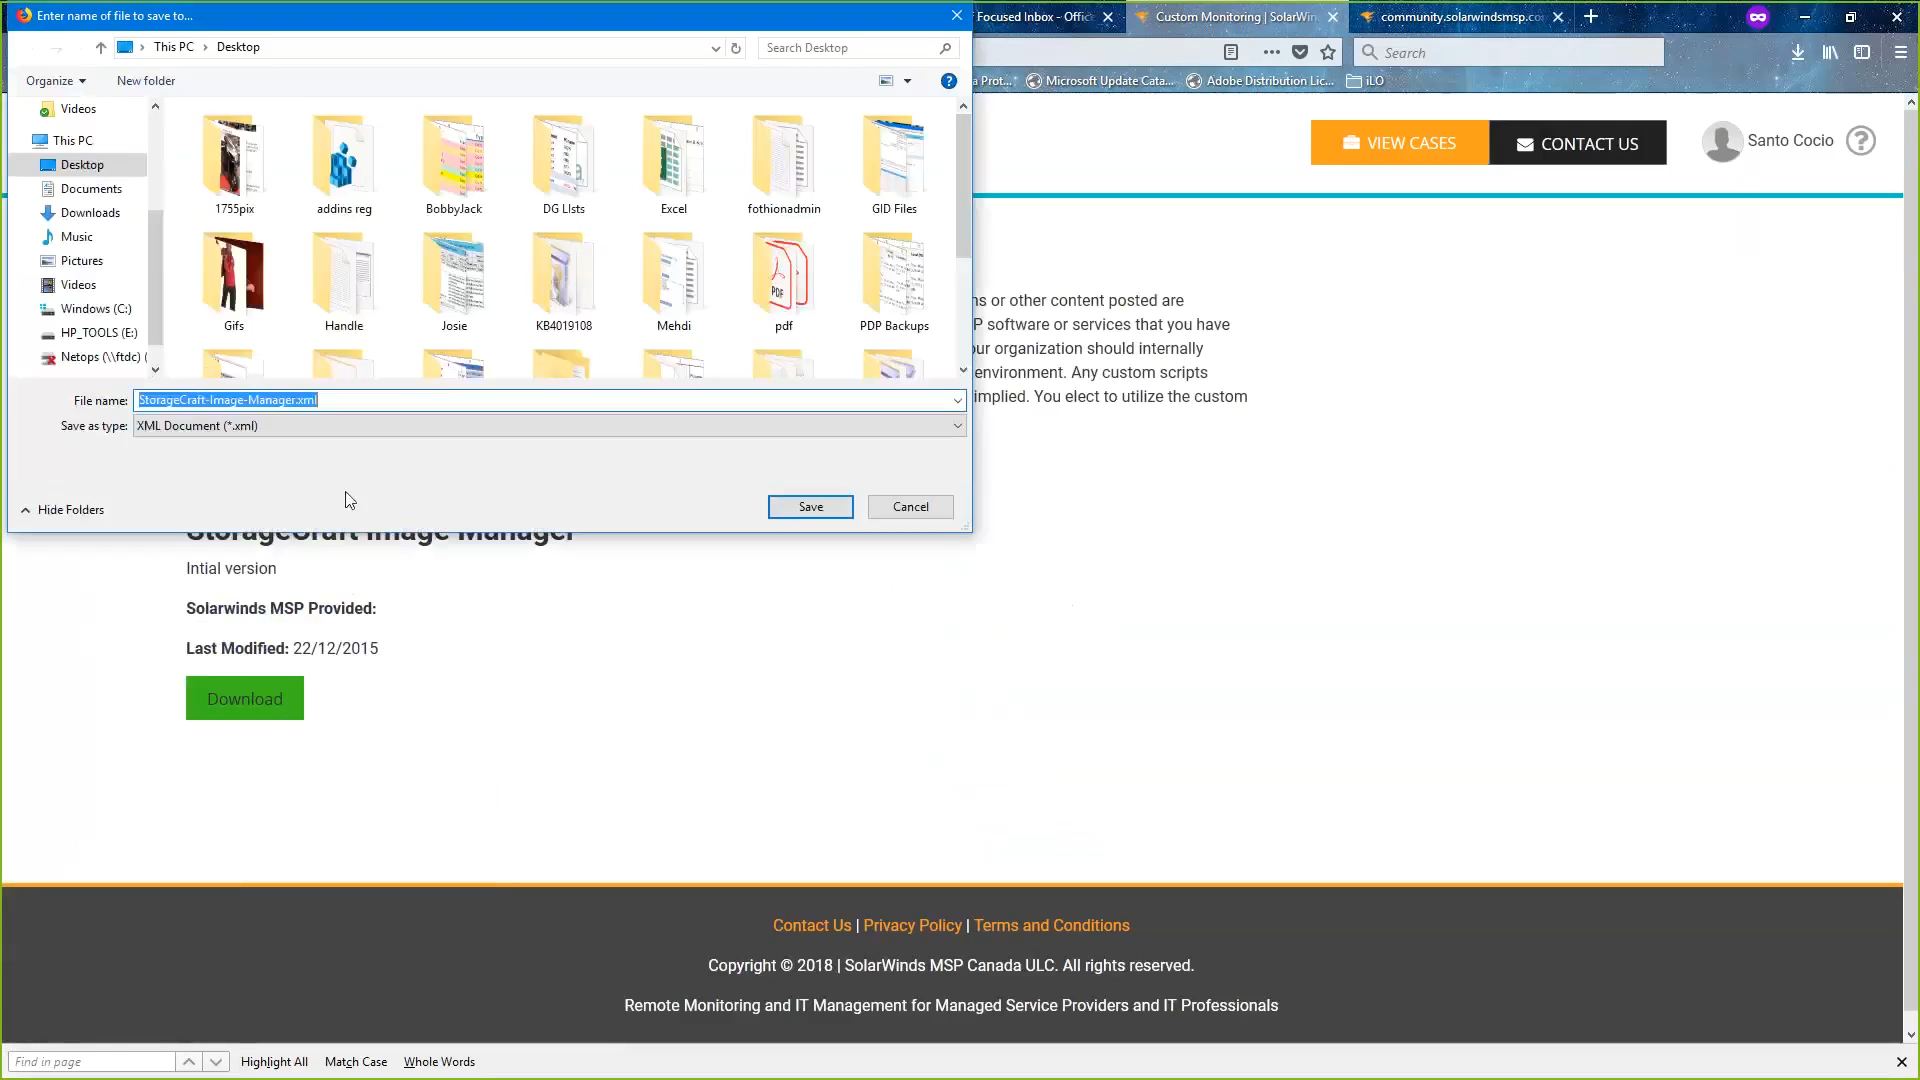 Enter name of file to save to...
Focused Inbox - Offic
Custom Monitoring | SolarWin
community.solarwindsmsp.co
This PC
Desktop
Search Desktop
Search
Organize
New folder
a Prot...
Microsoft Update Cata...
Adobe Distribution Lic...
iLO
Videos
This PC
Desktop
Documents
Downloads
Music
Pictures
Videos
Windows (C:)
HP_TOOLS (E:)
Netops (\\ftdc) (
1755pix
addins reg
BobbyJack
DG LIsts
Excel
fothionadmin
GID Files
Gifs
Handle
Josie
KB4019108
Mehdi
pdf
PDP Backups
PDF
VIEW CASES
CONTACT US
Santo Cocio
File name:
StorageCraft-Image-Manager.xml
Save as type:
XML Document (*.xml)
Hide Folders
Save
Cancel
ns or other content posted are
P software or services that you have
our organization should internally
environment. Any custom scripts
implied. You elect to utilize the custom
StorageCraft Image Manager
Intial version
Solarwinds MSP Provided:
Last Modified: 22/12/2015
Download
Contact Us | Privacy Policy | Terms and Conditions
Copyright © 2018 | SolarWinds MSP Canada ULC. All rights reserved.
Remote Monitoring and IT Management for Managed Service Providers and IT Professionals
Find in page
Highlight All
Match Case
Whole Words